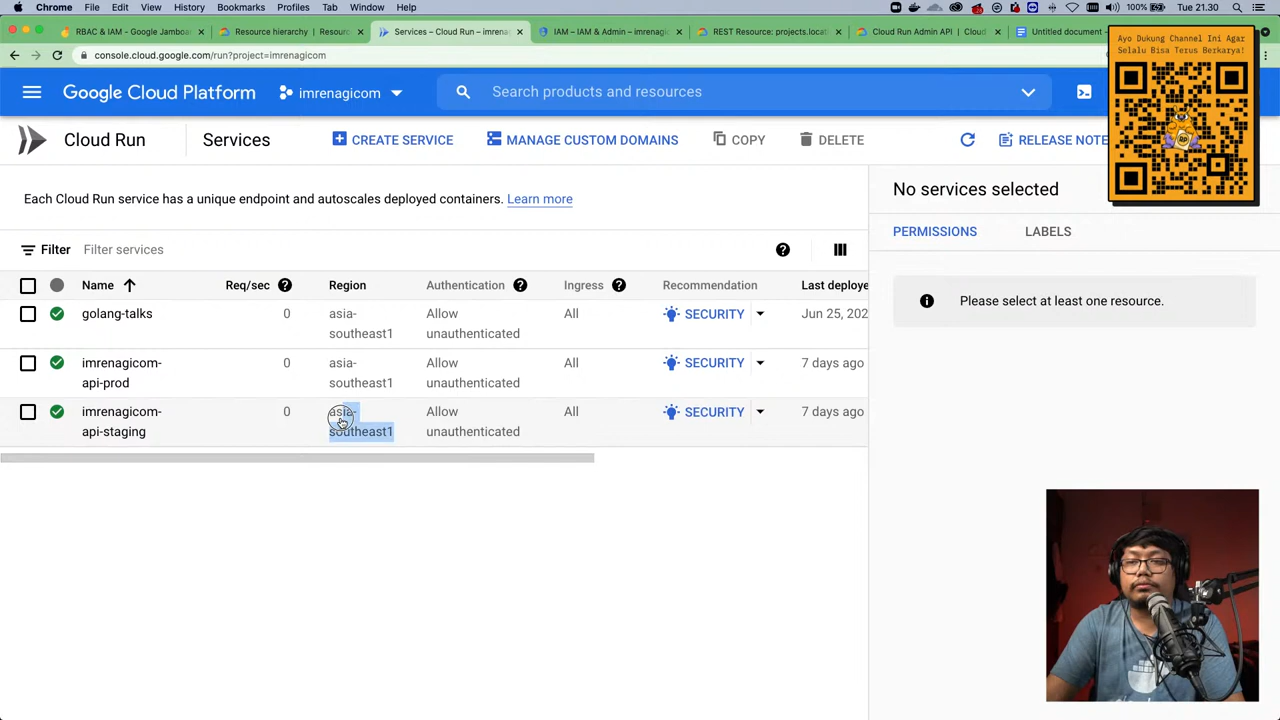 Chrome File Edit View History Bookmarks Profiles Tab Window Help
100% Tue 21.30
RBAC & IAM - Google Jamboa
Resource hierarchy | Resourc
Services – Cloud Run – imrena
IAM – IAM & Admin – imrenagic
REST Resource: projects.locat
Cloud Run Admin API | Cloud
Untitled document -
console.cloud.google.com/run?project=imrenagicom
Ayo Dukung Channel Ini Agar
Selalu Bisa Terus Berkarya!
Google Cloud Platform
imrenagicom
Search products and resources
Cloud Run
Services
CREATE SERVICE
MANAGE CUSTOM DOMAINS
COPY
DELETE
RELEASE NOTE
Each Cloud Run service has a unique endpoint and autoscales deployed containers. Learn more
No services selected
PERMISSIONS
LABELS
Please select at least one resource.
Filter Filter services
Name Req/sec Region Authentication Ingress Recommendation Last deploye
golang-talks 0 asia-southeast1 Allow unauthenticated All SECURITY Jun 25, 202
imrenagicom-api-prod 0 asia-southeast1 Allow unauthenticated All SECURITY 7 days ago
imrenagicom-api-staging 0 asia-southeast1 Allow unauthenticated All SECURITY 7 days ago